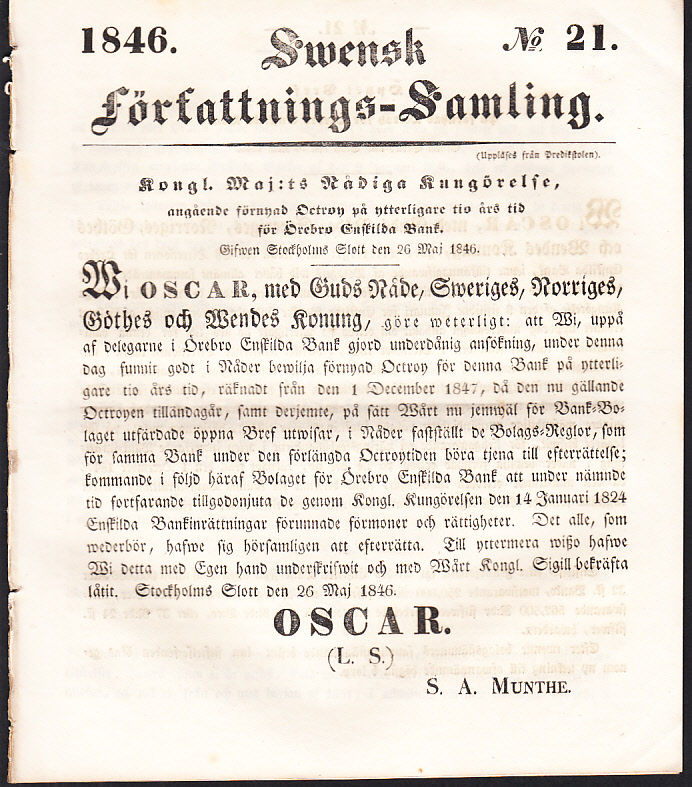 1846. Swensk № 21.
Författnings-Samling.
(Uppläses från Predikstolen).
Kongl. Maj:ts Nådiga Kungörelse,
angående förnyad Octroy på ytterligare tio års tid
för Örebro Enskilda Bank.
Gifwen Stockholms Slott den 26 Maj 1846.
Wi OSCAR, med Guds Nåde, Sweriges, Norriges,
Göthes och Wendes Konung, göre weterligt: att Wi, uppå
af delegarne i Örebro Enskilda Bank gjord underdånig ansökning, under denna
dag funnit godt i Nåder bewilja förnyad Octroy för denna Bank på ytterli-
gare tio års tid, räknadt från den 1 December 1847, då den nu gällande
Octroyen tilländagår, samt derjemte, på sätt Wårt nu jemwäl för Bank-Bo-
laget utfärdade öppna Bref utwisar, i Nåder fastställt de Bolags-Reglor, som
för samma Bank under den förlängda Octroytiden böra tjena till efterrättelse;
kommande i följd häraf Bolaget för Örebro Enskilda Bank att under nämnde
tid fortfarande tillgodonjuta de genom Kongl. Kungörelsen den 14 Januari 1824
Enskilda Bankinrättningar förunnade förmoner och rättigheter. Det alle, som
wederbör, hafwe sig hörsamligen att efterrätta. Till yttermera wißo hafwe
Wi detta med Egen hand underskrifwit och med Wårt Kongl. Sigill bekräfta
låtit. Stockholms Slott den 26 Maj 1846.
OSCAR.
(L. S.)
S. A. MUNTHE.